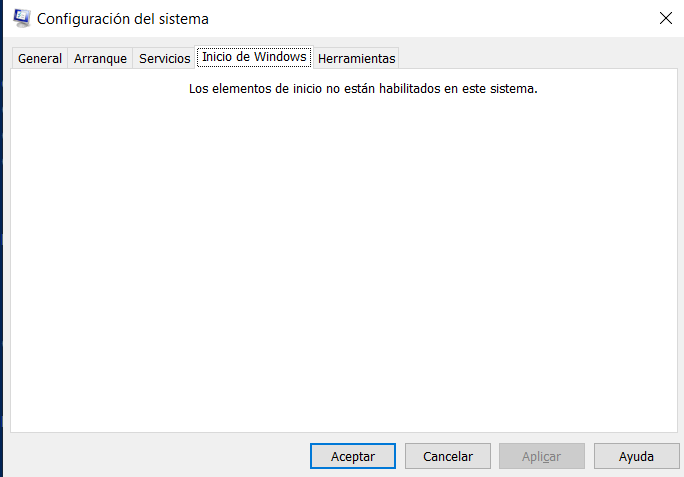 Configuración del sistema
General Arranque Servicios Inicio de Windows Herramientas
Los elementos de inicio no están habilitados en este sistema.
Aceptar Cancelar Aplicar Ayuda